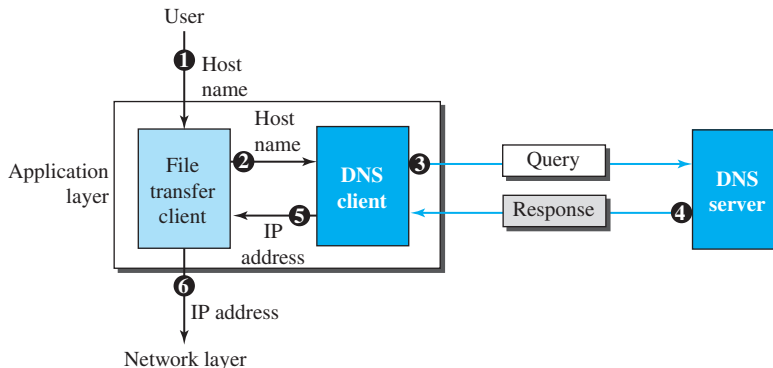 User
1
Host
name
Application
layer
File
transfer
client
2
Host
name
5
IP
address
DNS
client
3
Query
Response
4
DNS
server
6
IP address
Network layer